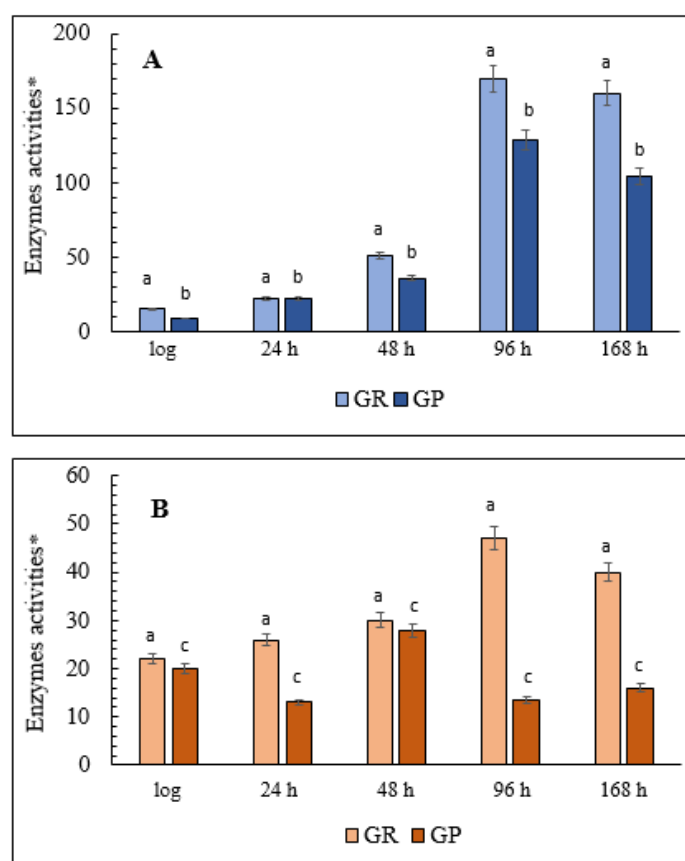 A
Enzymes activities*
200
150
100
50
0
a
b
a
b
a
b
a
b
a
b
log
24 h
48 h
96 h
168 h
GR
GP
B
Enzymes activities*
60
50
40
30
20
10
0
a
c
a
c
a
c
a
c
a
c
log
24 h
48 h
96 h
168 h
GR
GP